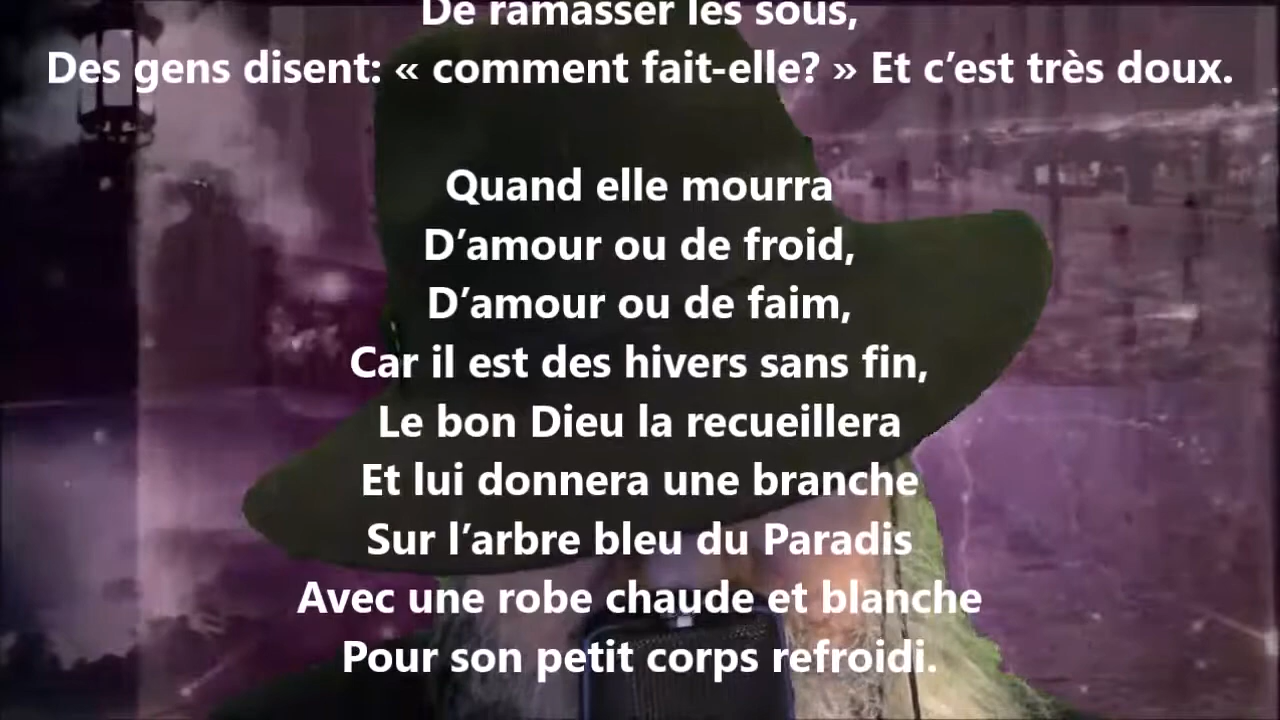 De ramasser les sous,
Des gens disent: « comment fait-elle? » Et c’est très doux.
Quand elle mourra
D’amour ou de froid,
D’amour ou de faim,
Car il est des hivers sans fin,
Le bon Dieu la recueillera
Et lui donnera une branche
Sur l’arbre bleu du Paradis
Avec une robe chaude et blanche
Pour son petit corps refroidi.